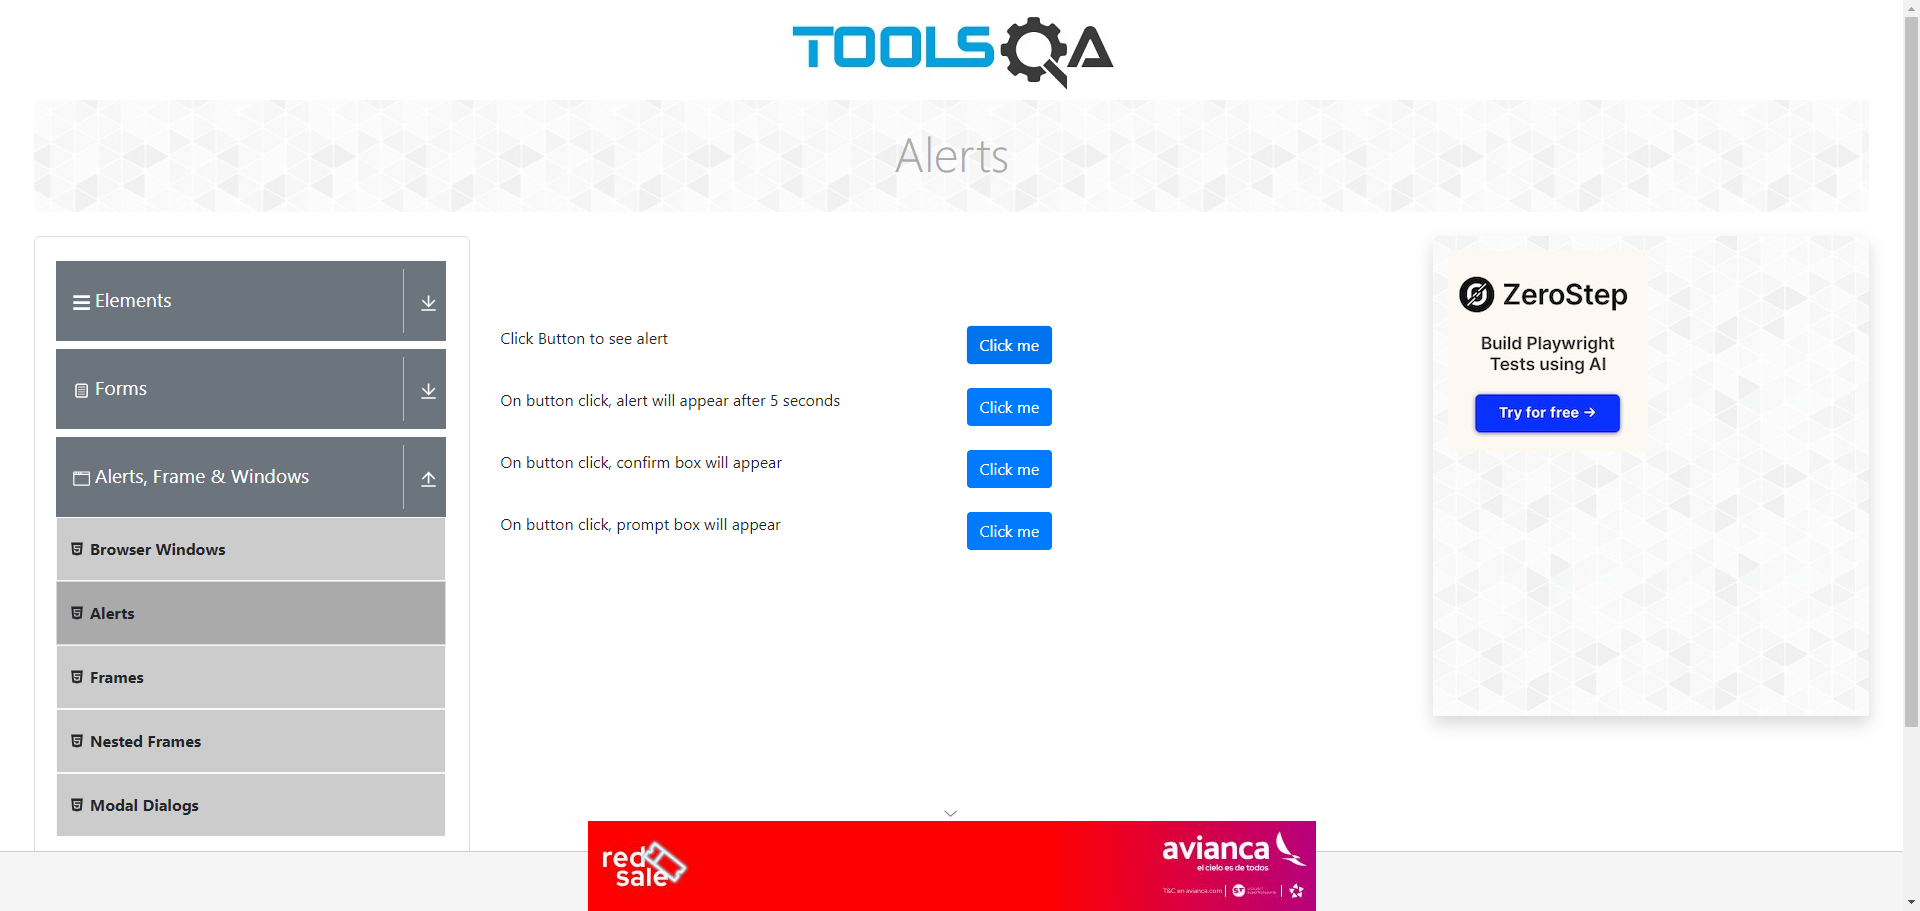 TOOLSQA
Alerts
Elements
Forms
Alerts, Frame & Windows
Browser Windows
Alerts
Frames
Nested Frames
Modal Dialogs
Click Button to see alert
Click me
On button click, alert will appear after 5 seconds
Click me
On button click, confirm box will appear
Click me
On button click, prompt box will appear
Click me
ZeroStep
Build Playwright
Tests using AI
Try for free →
red
sale
avianca
el cielo es de todos
T&C en avianca.com